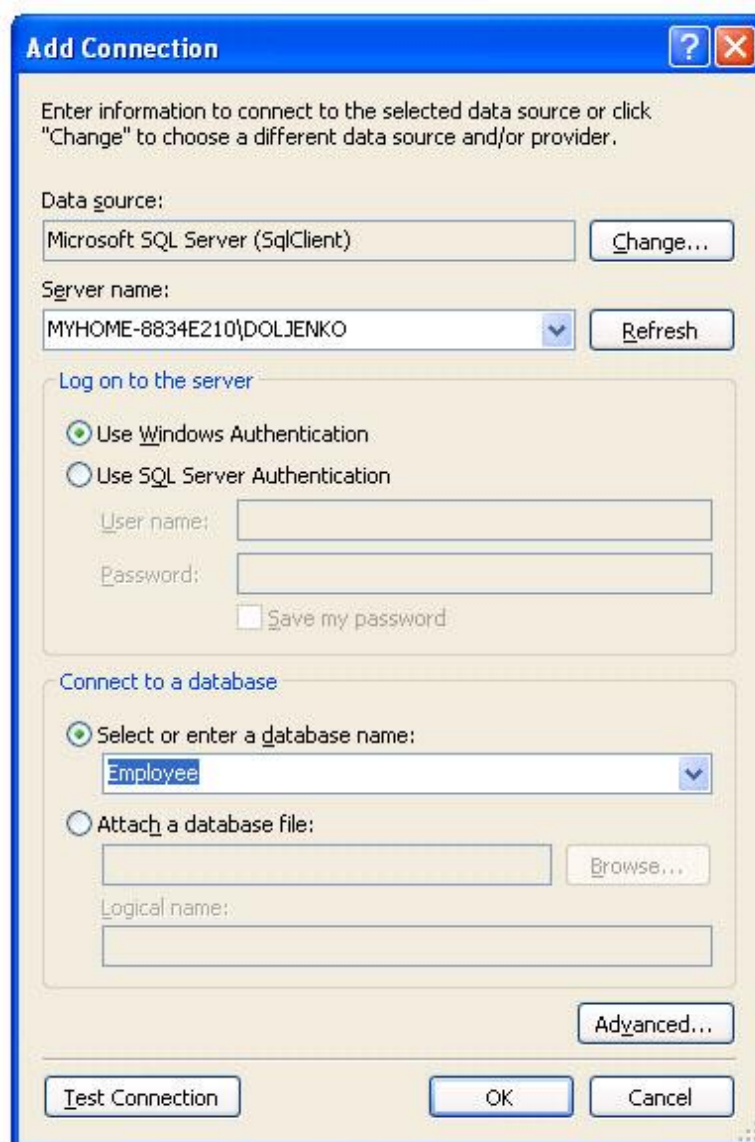 Add Connection
Enter information to connect to the selected data source or click
"Change" to choose a different data source and/or provider.
Data source:
Microsoft SQL Server (SqlClient)
Change...
Server name:
MYHOME-8834E210\DOLJENKO
Refresh
Log on to the server
Use Windows Authentication
Use SQL Server Authentication
User name:
Password:
Save my password
Connect to a database
Select or enter a database name:
Employee
Attach a database file:
Browse...
Logical name:
Advanced...
Test Connection
OK
Cancel